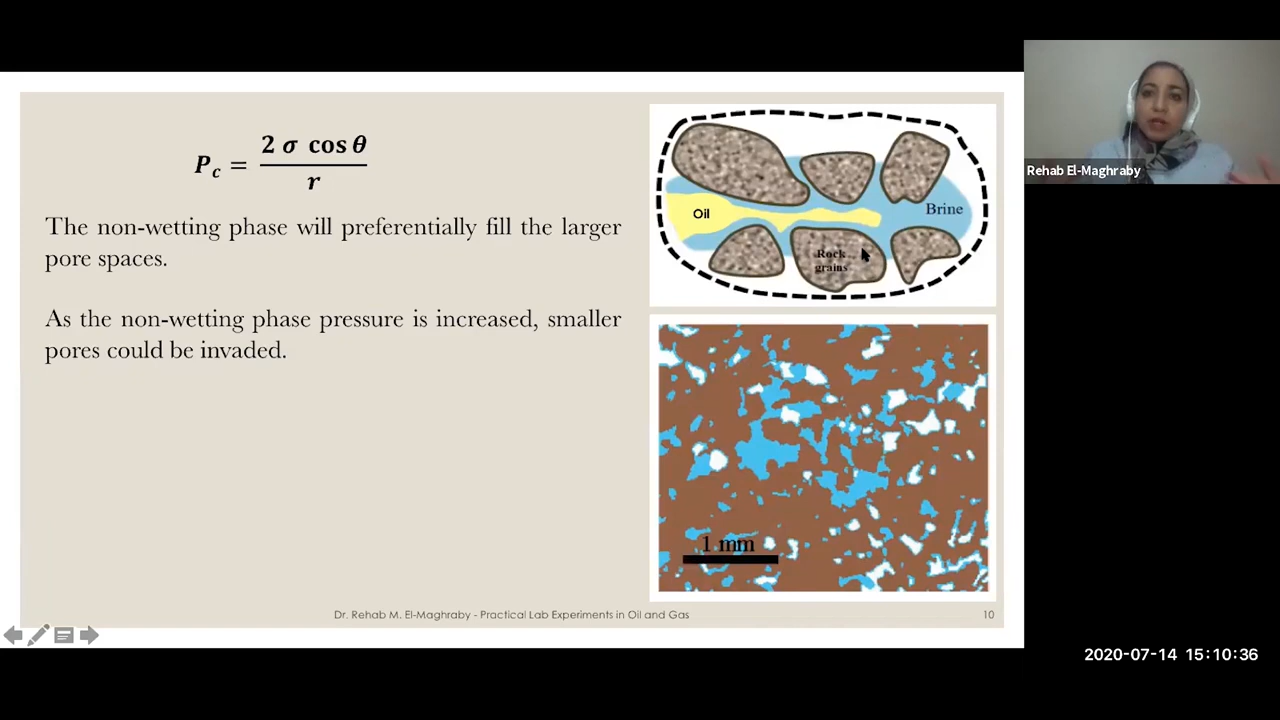 P_c = 2 σ cos θ / r
The non-wetting phase will preferentially fill the larger
pore spaces.
As the non-wetting phase pressure is increased, smaller
pores could be invaded.
Oil
Brine
Rock
grains
1 mm
Dr. Rehab M. El-Maghraby - Practical Lab Experiments in Oil and Gas
10
Rehab El-Maghraby
2020-07-14 15:10:36